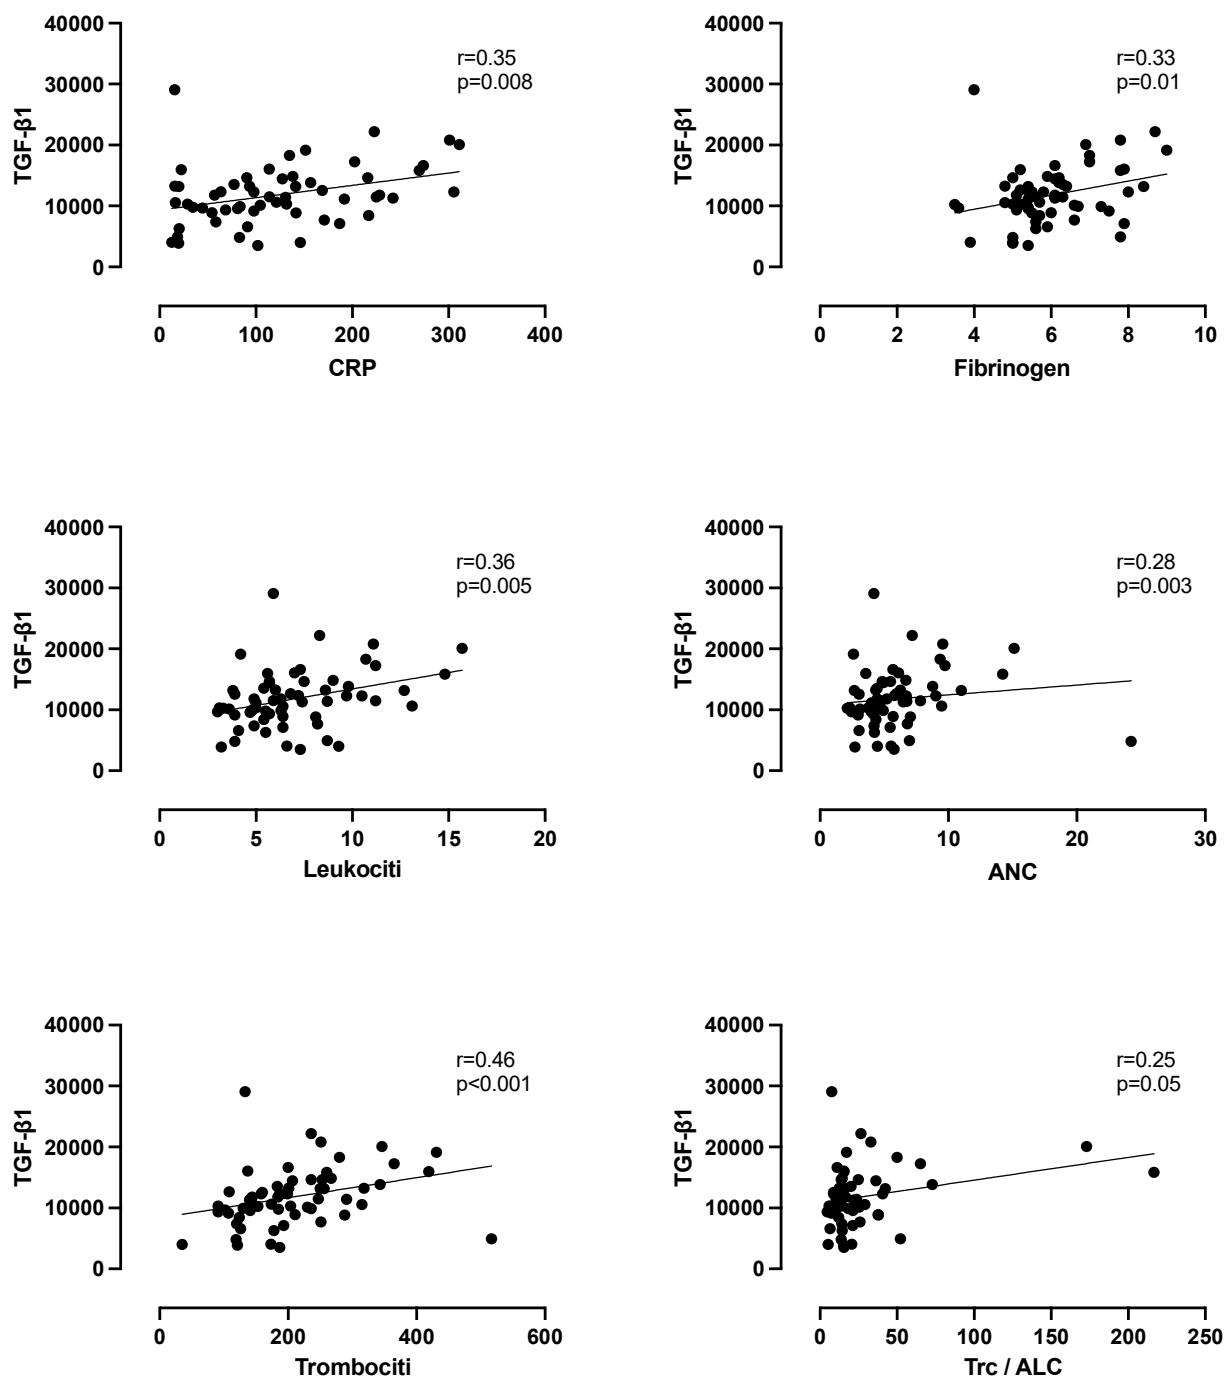 40000
30000
20000
10000
0
TGF-β1
r=0.35
p=0.008
0 100 200 300 400
CRP
40000
30000
20000
10000
0
TGF-β1
r=0.33
p=0.01
0 2 4 6 8 10
Fibrinogen
40000
30000
20000
10000
0
TGF-β1
r=0.36
p=0.005
0 5 10 15 20
Leukociti
40000
30000
20000
10000
0
TGF-β1
r=0.28
p=0.003
0 10 20 30
ANC
40000
30000
20000
10000
0
TGF-β1
r=0.46
p<0.001
0 200 400 600
Trombociti
40000
30000
20000
10000
0
TGF-β1
r=0.25
p=0.05
0 50 100 150 200 250
Trc / ALC